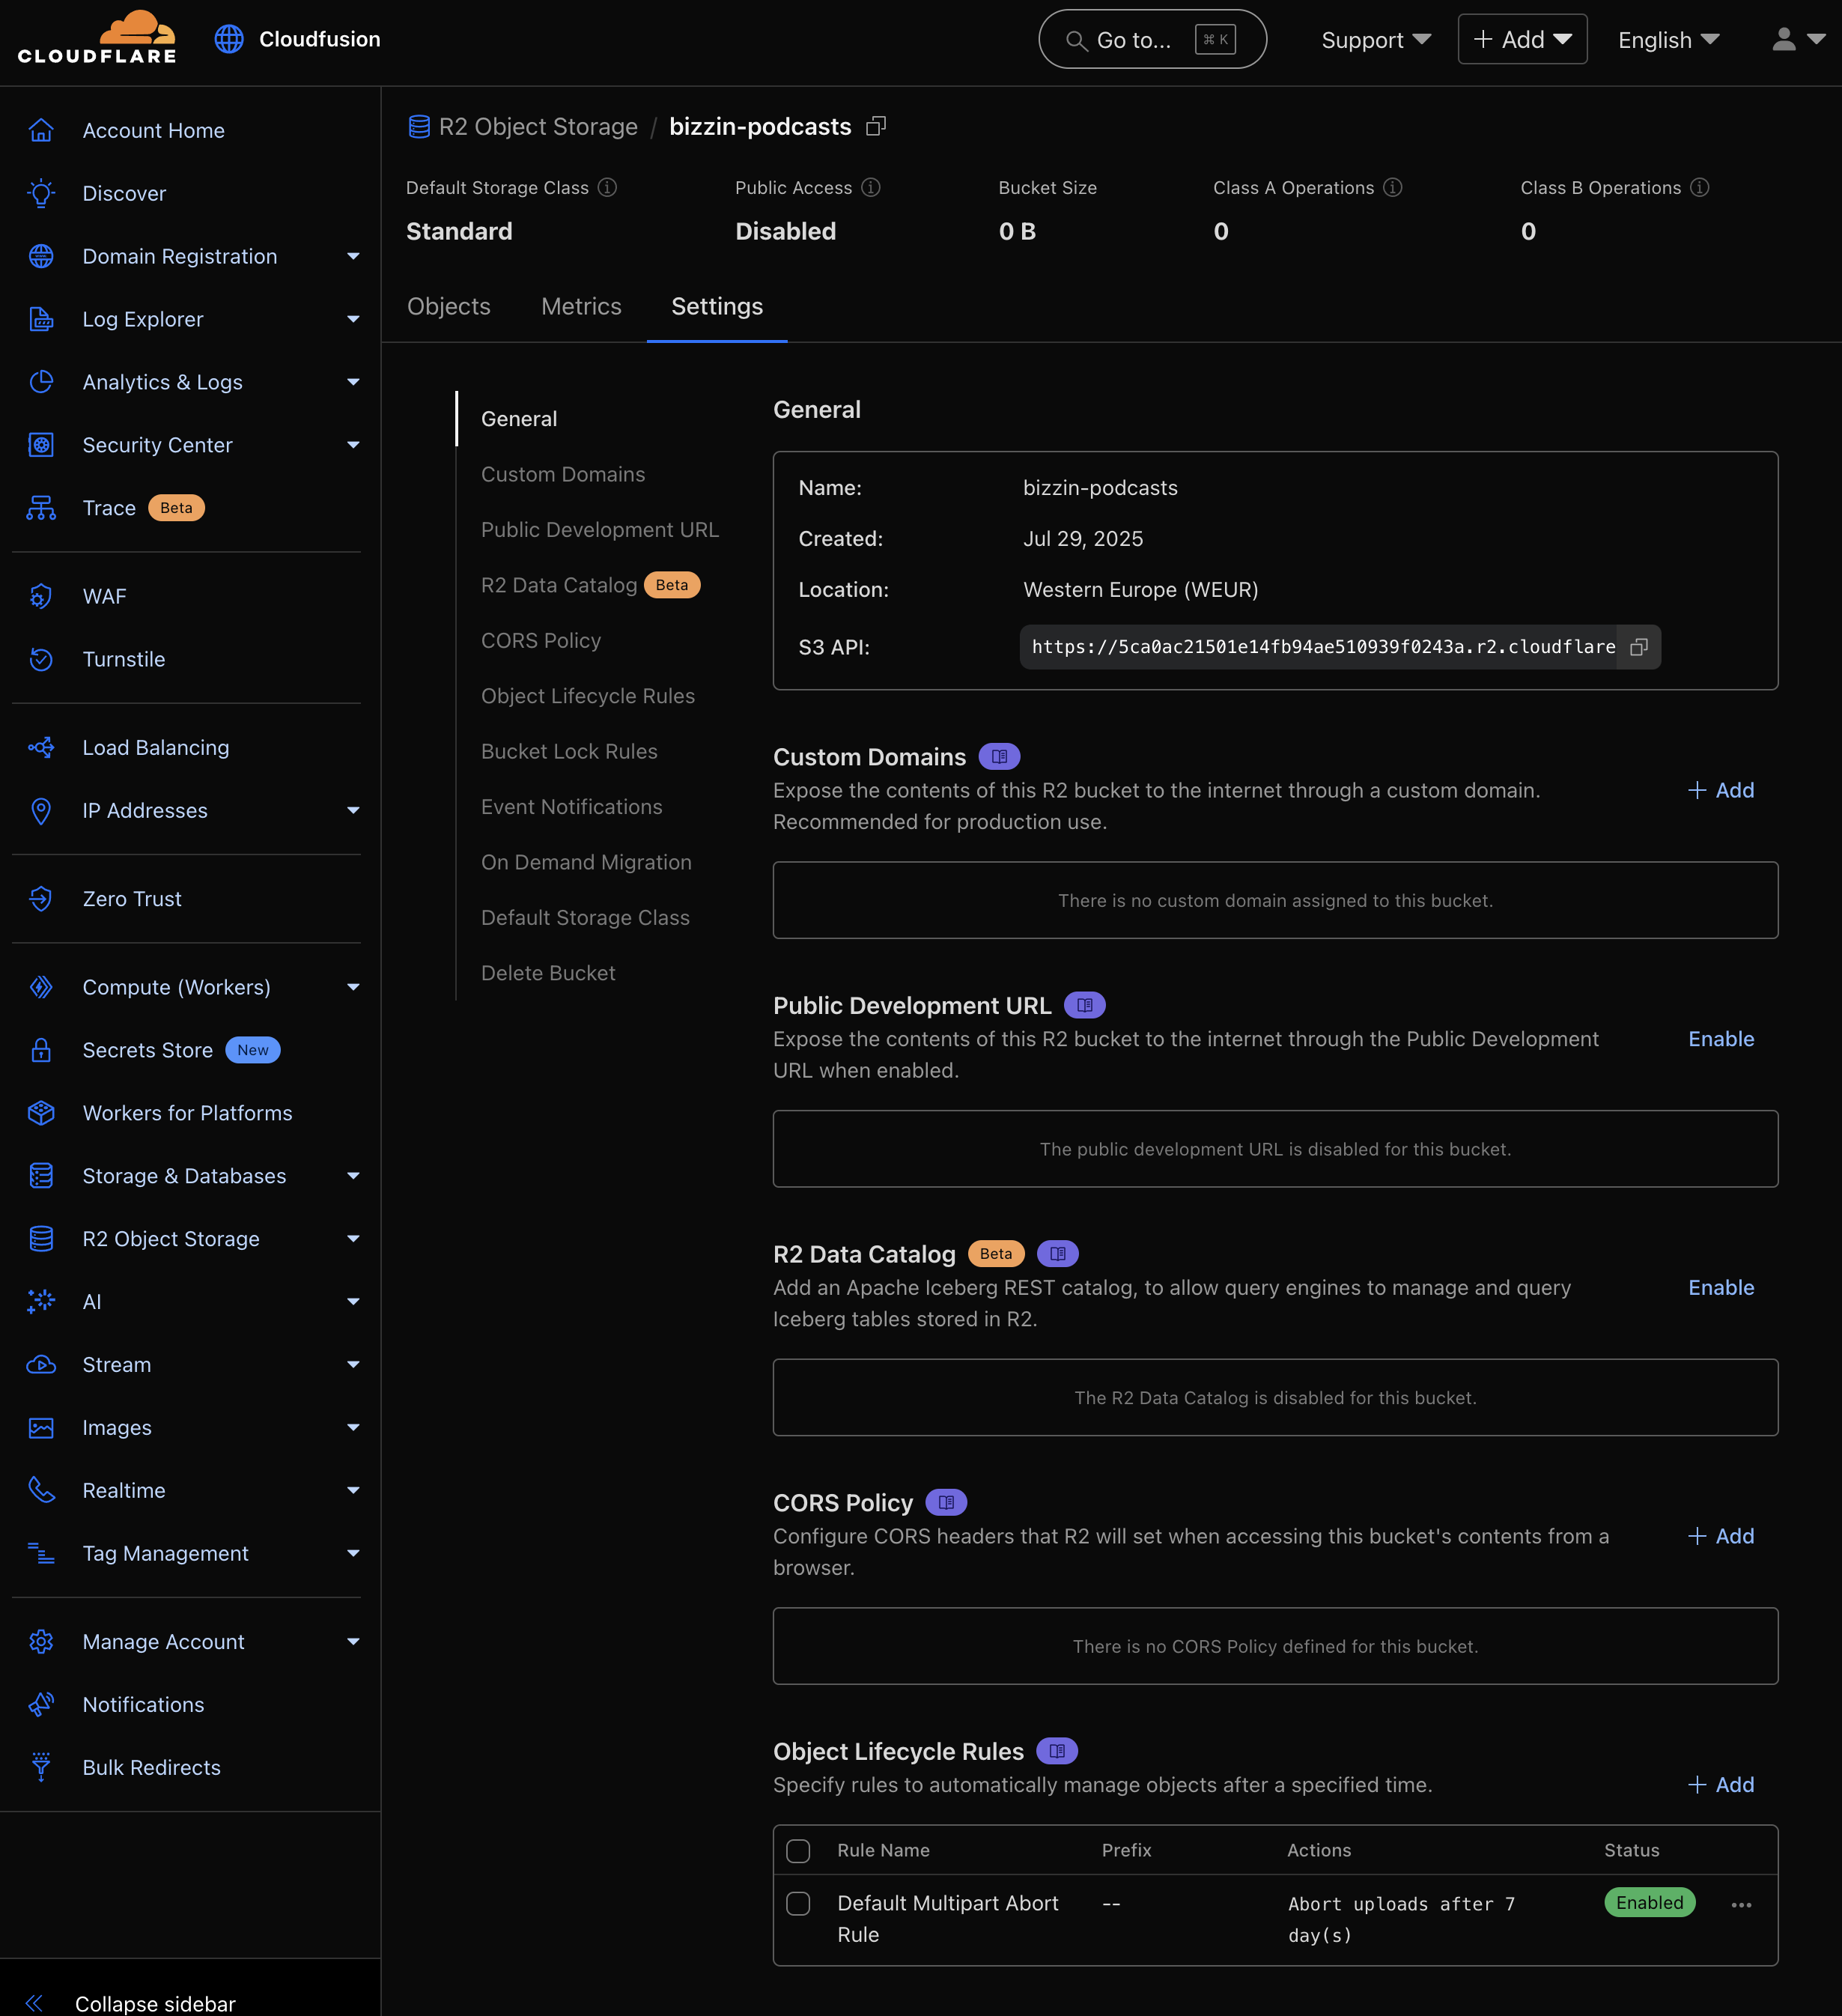 CLOUDFLARE
Cloudfusion
Go to...
⌘ K
Support
+ Add
English
Account Home
Discover
Domain Registration
Log Explorer
Analytics & Logs
Security Center
Trace Beta
WAF
Turnstile
Load Balancing
IP Addresses
Zero Trust
Compute (Workers)
Secrets Store New
Workers for Platforms
Storage & Databases
R2 Object Storage
AI
Stream
Images
Realtime
Tag Management
Manage Account
Notifications
Bulk Redirects
Collapse sidebar
R2 Object Storage / bizzin-podcasts
Default Storage Class
Standard
Public Access
Disabled
Bucket Size
0 B
Class A Operations
0
Class B Operations
0
Objects
Metrics
Settings
General
Custom Domains
Public Development URL
R2 Data Catalog Beta
CORS Policy
Object Lifecycle Rules
Bucket Lock Rules
Event Notifications
On Demand Migration
Default Storage Class
Delete Bucket
General
Name: bizzin-podcasts
Created: Jul 29, 2025
Location: Western Europe (WEUR)
S3 API: https://5ca0ac21501e14fb94ae510939f0243a.r2.cloudflare
Custom Domains
Expose the contents of this R2 bucket to the internet through a custom domain.
Recommended for production use.
+ Add
There is no custom domain assigned to this bucket.
Public Development URL
Expose the contents of this R2 bucket to the internet through the Public Development
URL when enabled.
Enable
The public development URL is disabled for this bucket.
R2 Data Catalog Beta
Add an Apache Iceberg REST catalog, to allow query engines to manage and query
Iceberg tables stored in R2.
Enable
The R2 Data Catalog is disabled for this bucket.
CORS Policy
Configure CORS headers that R2 will set when accessing this bucket's contents from a
browser.
+ Add
There is no CORS Policy defined for this bucket.
Object Lifecycle Rules
Specify rules to automatically manage objects after a specified time.
+ Add
Rule Name Prefix Actions Status
Default Multipart Abort -- Abort uploads after 7 Enabled
Rule day(s)